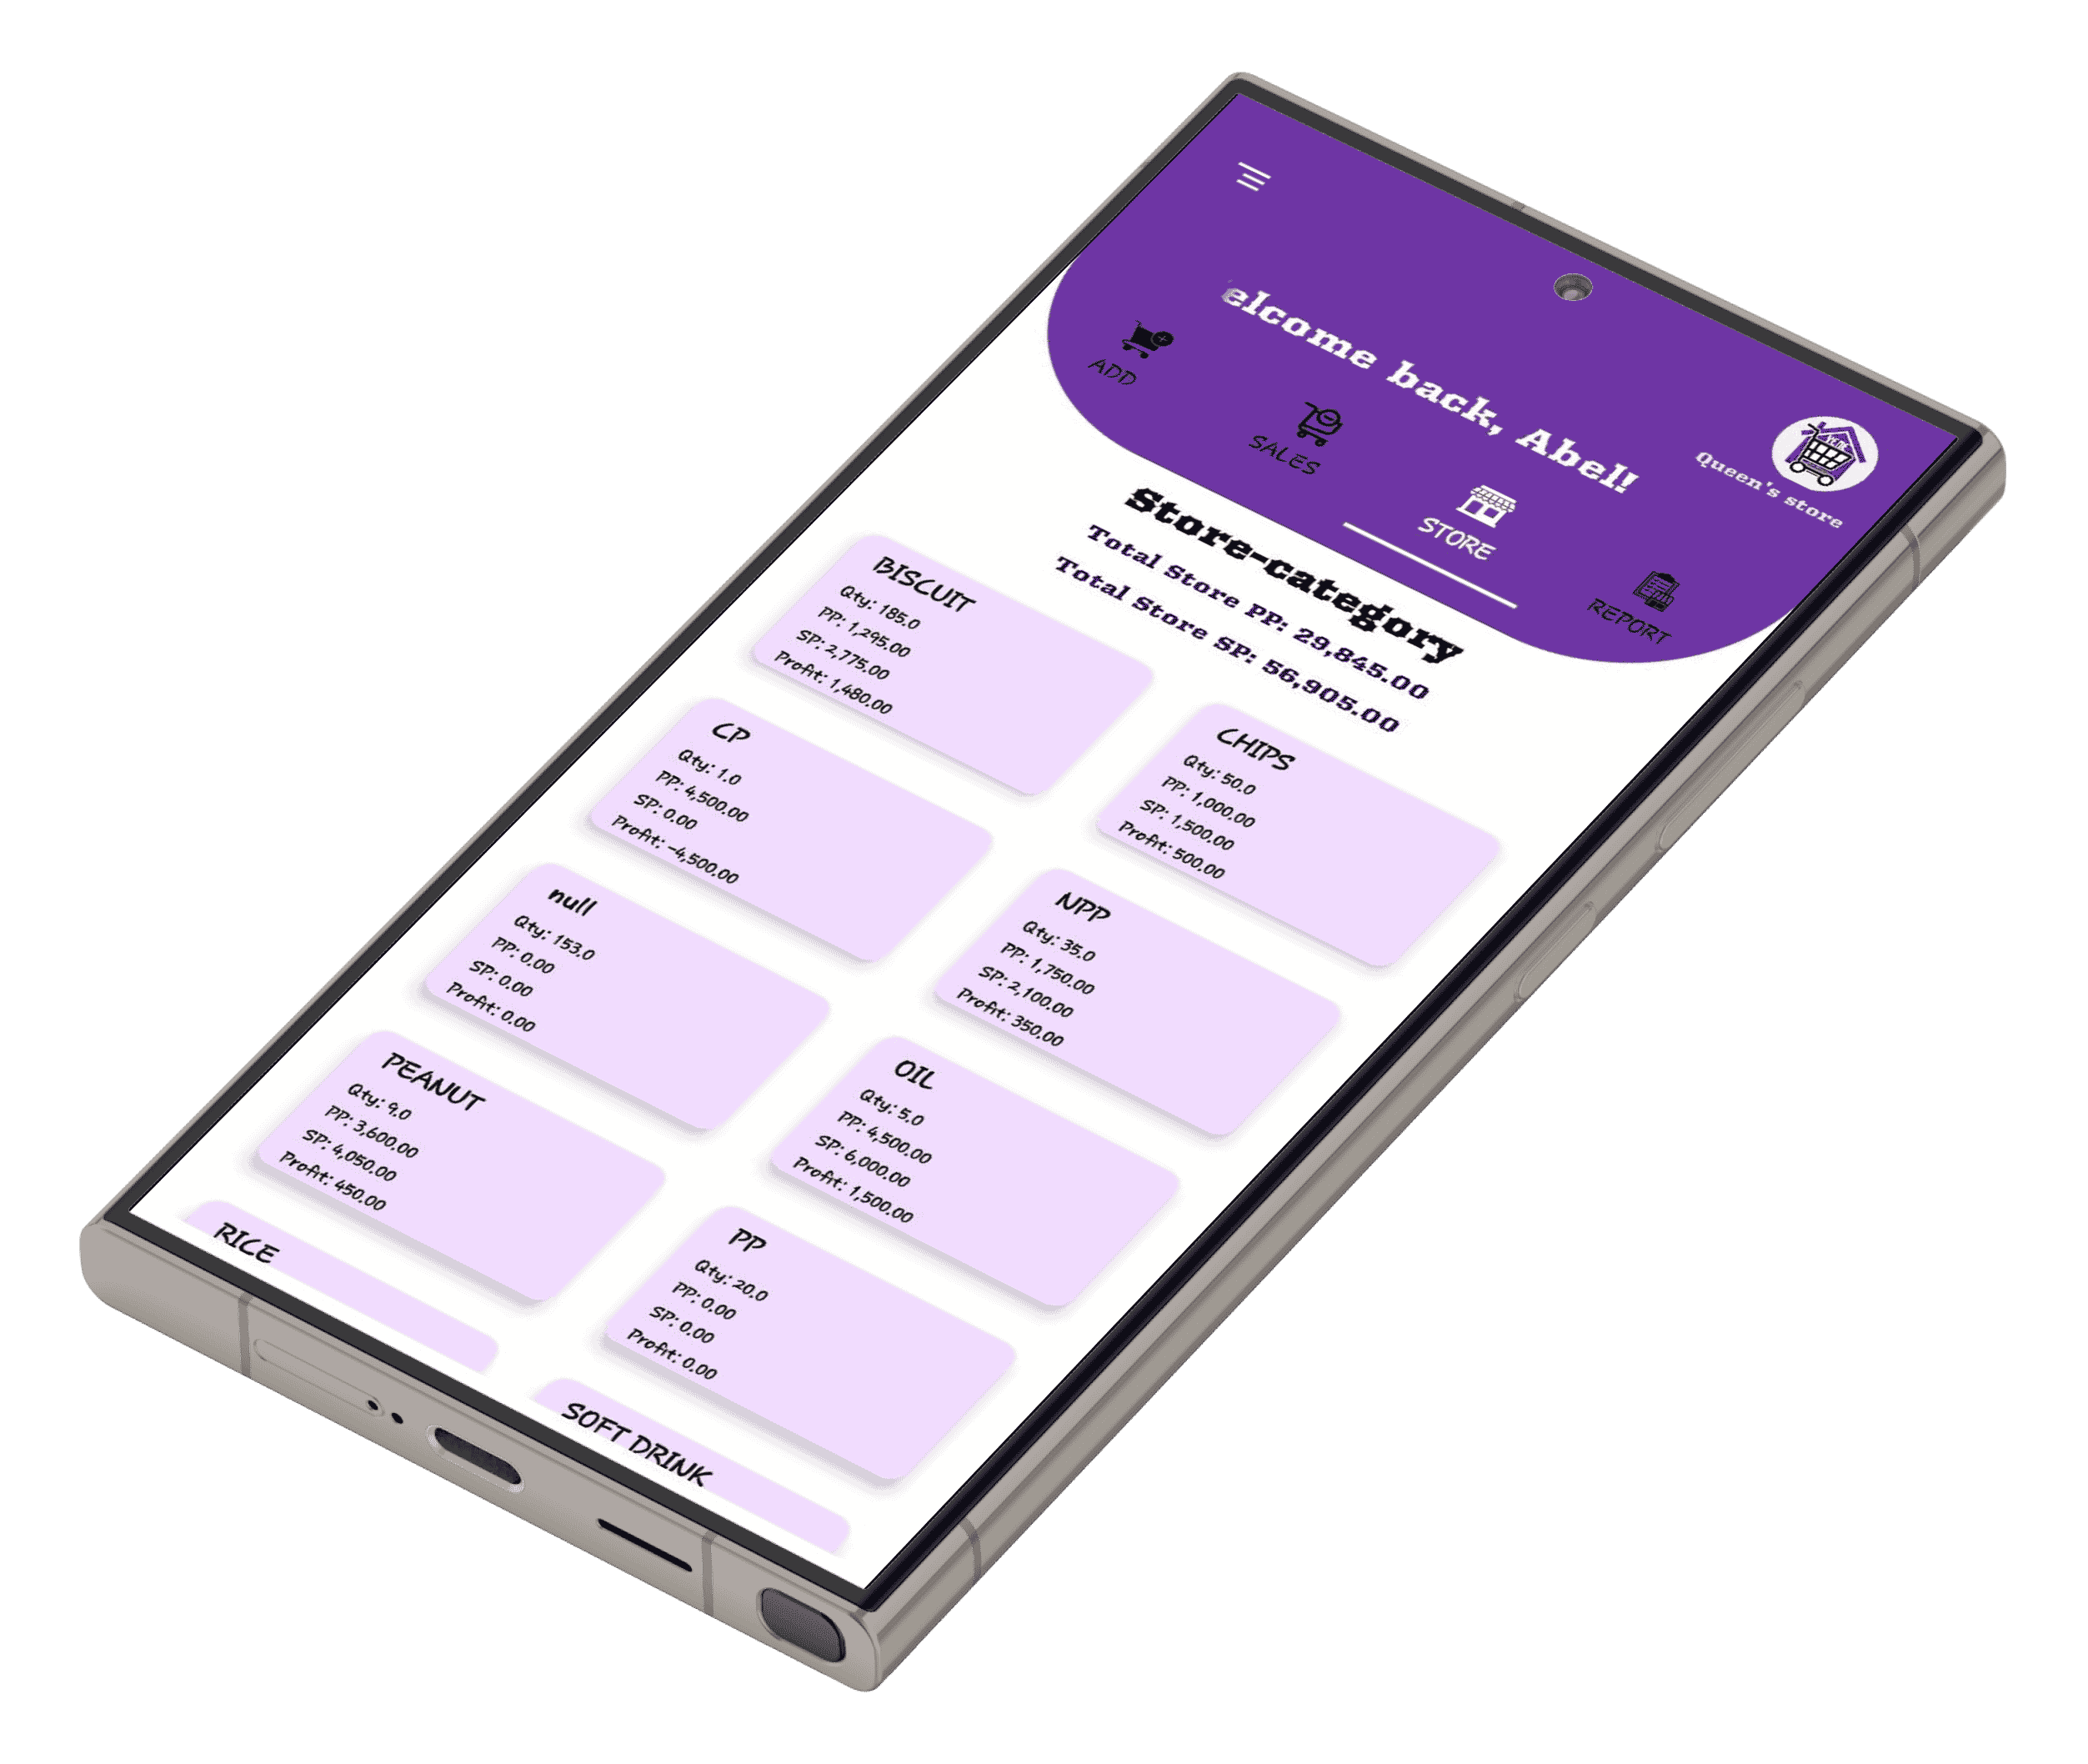 elcome back, Abel!
Queen's store
ADD
SALES
STORE
REPORT
Store-category
Total Store PP: 29,845.00
Total Store SP: 56,905.00
BISCUIT
Qty: 185.0
PP: 1,295.00
SP: 2,775.00
Profit: 1,480.00
CHIPS
Qty: 50.0
PP: 1,000.00
SP: 1,500.00
Profit: 500.00
CP
Qty: 1.0
PP: 4,500.00
SP: 0.00
Profit: -4,500.00
NPP
Qty: 35.0
PP: 1,750.00
SP: 2,100.00
Profit: 350.00
null
Qty: 153.0
PP: 0.00
SP: 0.00
Profit: 0.00
OIL
Qty: 5.0
PP: 4,500.00
SP: 6,000.00
Profit: 1,500.00
PEANUT
Qty: 9.0
PP: 3,600.00
SP: 4,050.00
Profit: 450.00
PP
Qty: 20.0
PP: 0.00
SP: 0.00
Profit: 0.00
RICE
SOFT DRINK